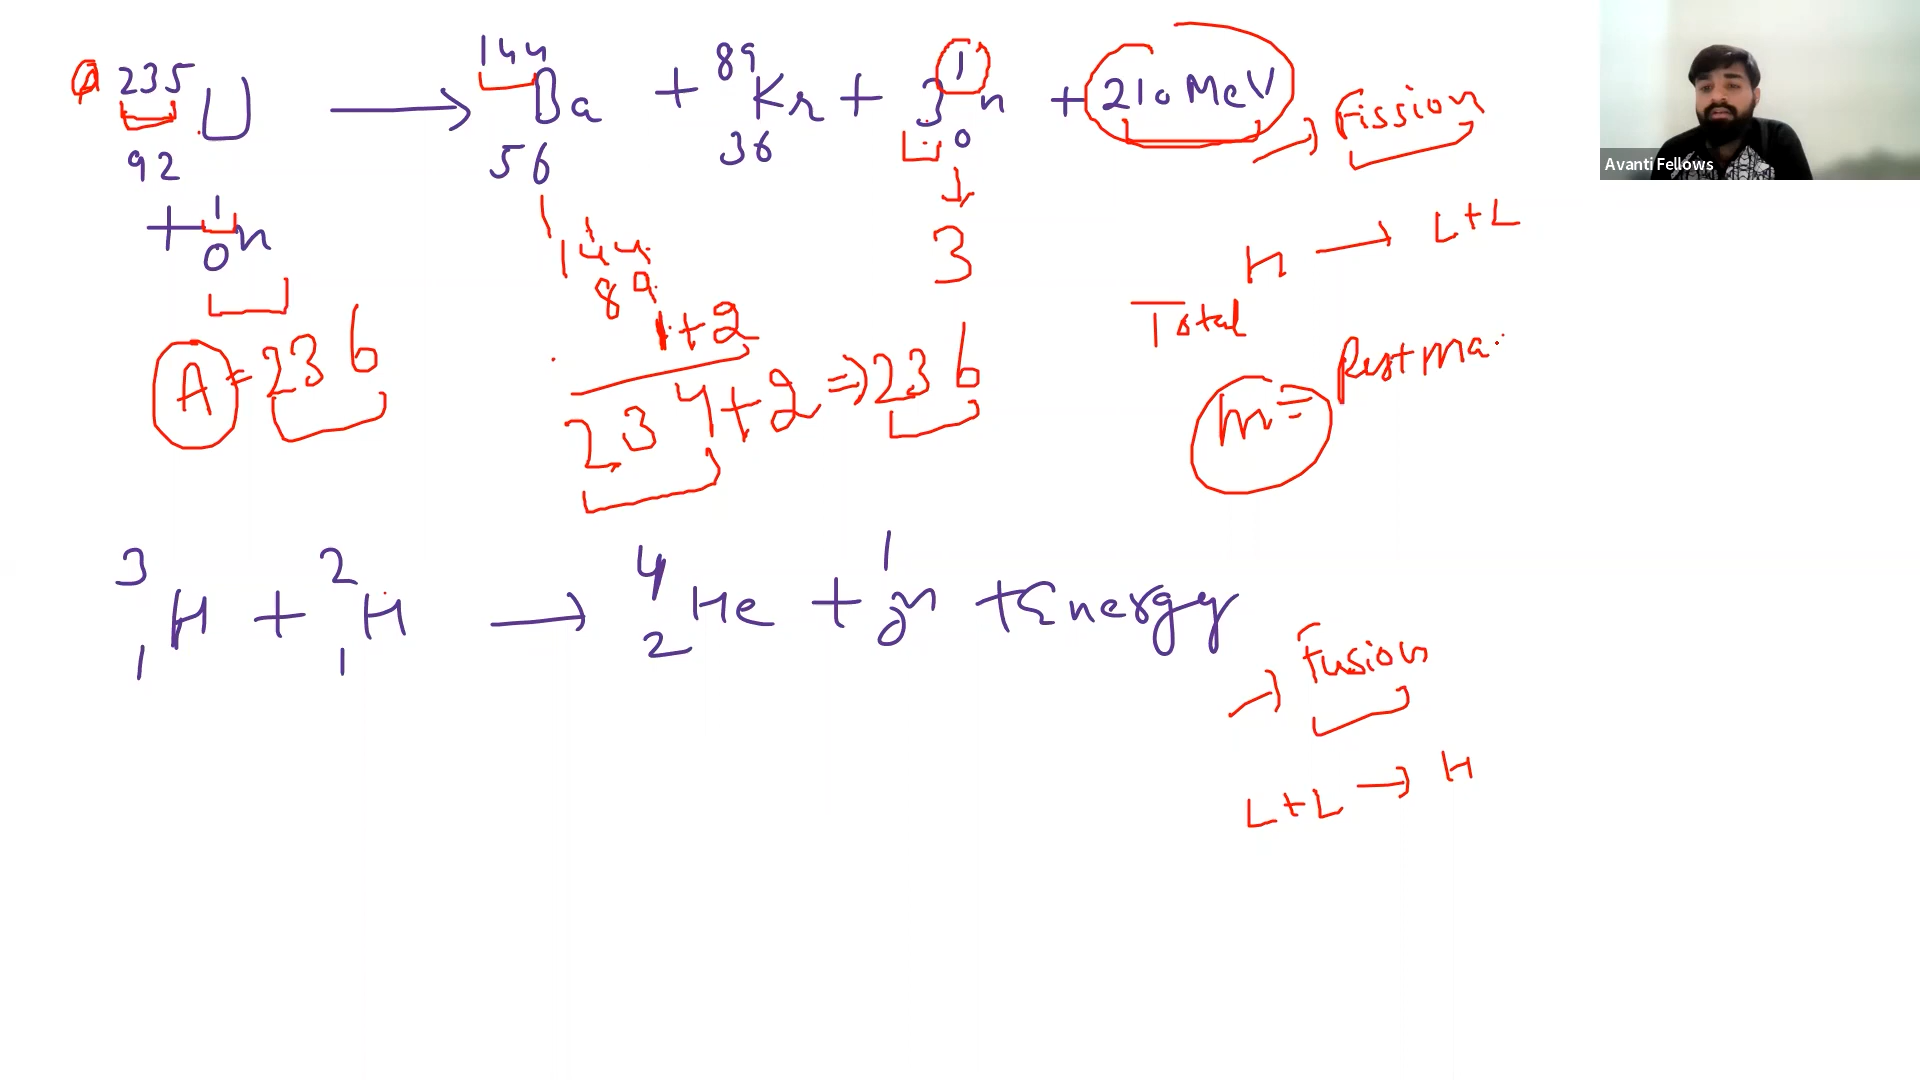 235 U ⟶ 144 Ba + 89 Kr + 3 1 n + 210 MeV → Fission
92 56 36 0
+ 1 0 n
↓
3
H → L+L
Total
m = Rest ma
A = 236
144
89
1+2
234+2 ⇒ 236
3 1 H + 2 1 H ⟶ 4 2 He + 1 0 n + Energy
→ Fusion
L+L → H
Avanti Fellows